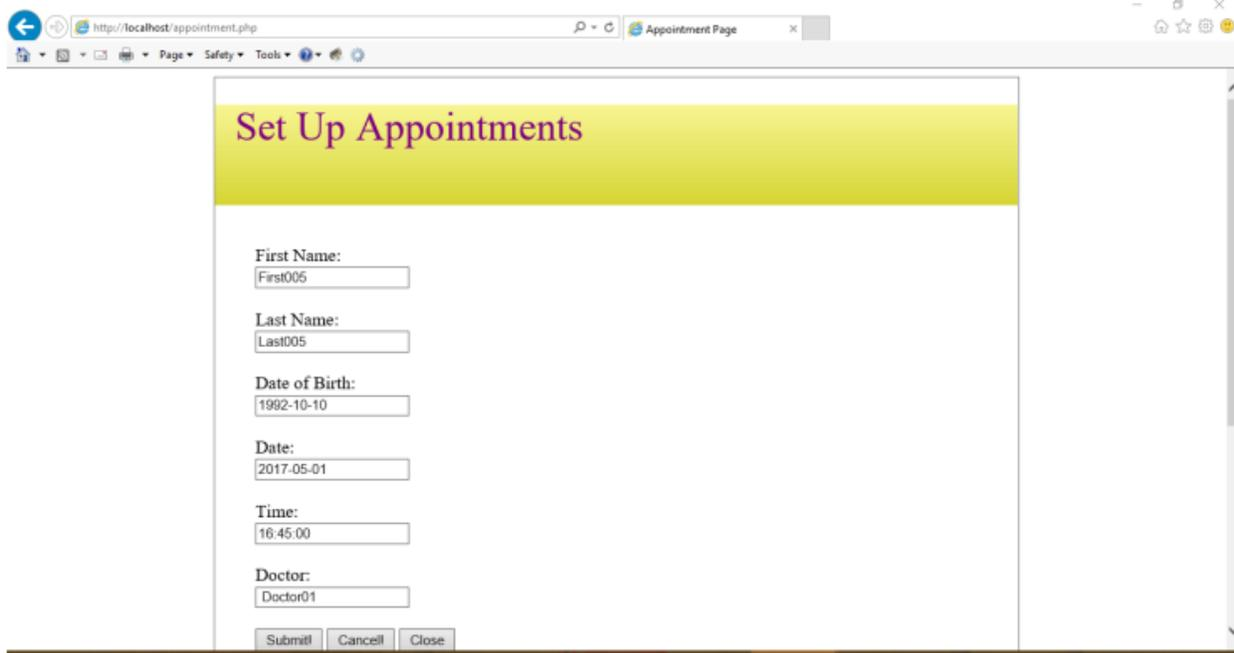 http://localhost/appointment.php
Appointment Page
Page Safety Tools
Set Up Appointments
First Name:
First005
Last Name:
Last005
Date of Birth:
1992-10-10
Date:
2017-05-01
Time:
16:45:00
Doctor:
Doctor01
Submit! Cancel! Close